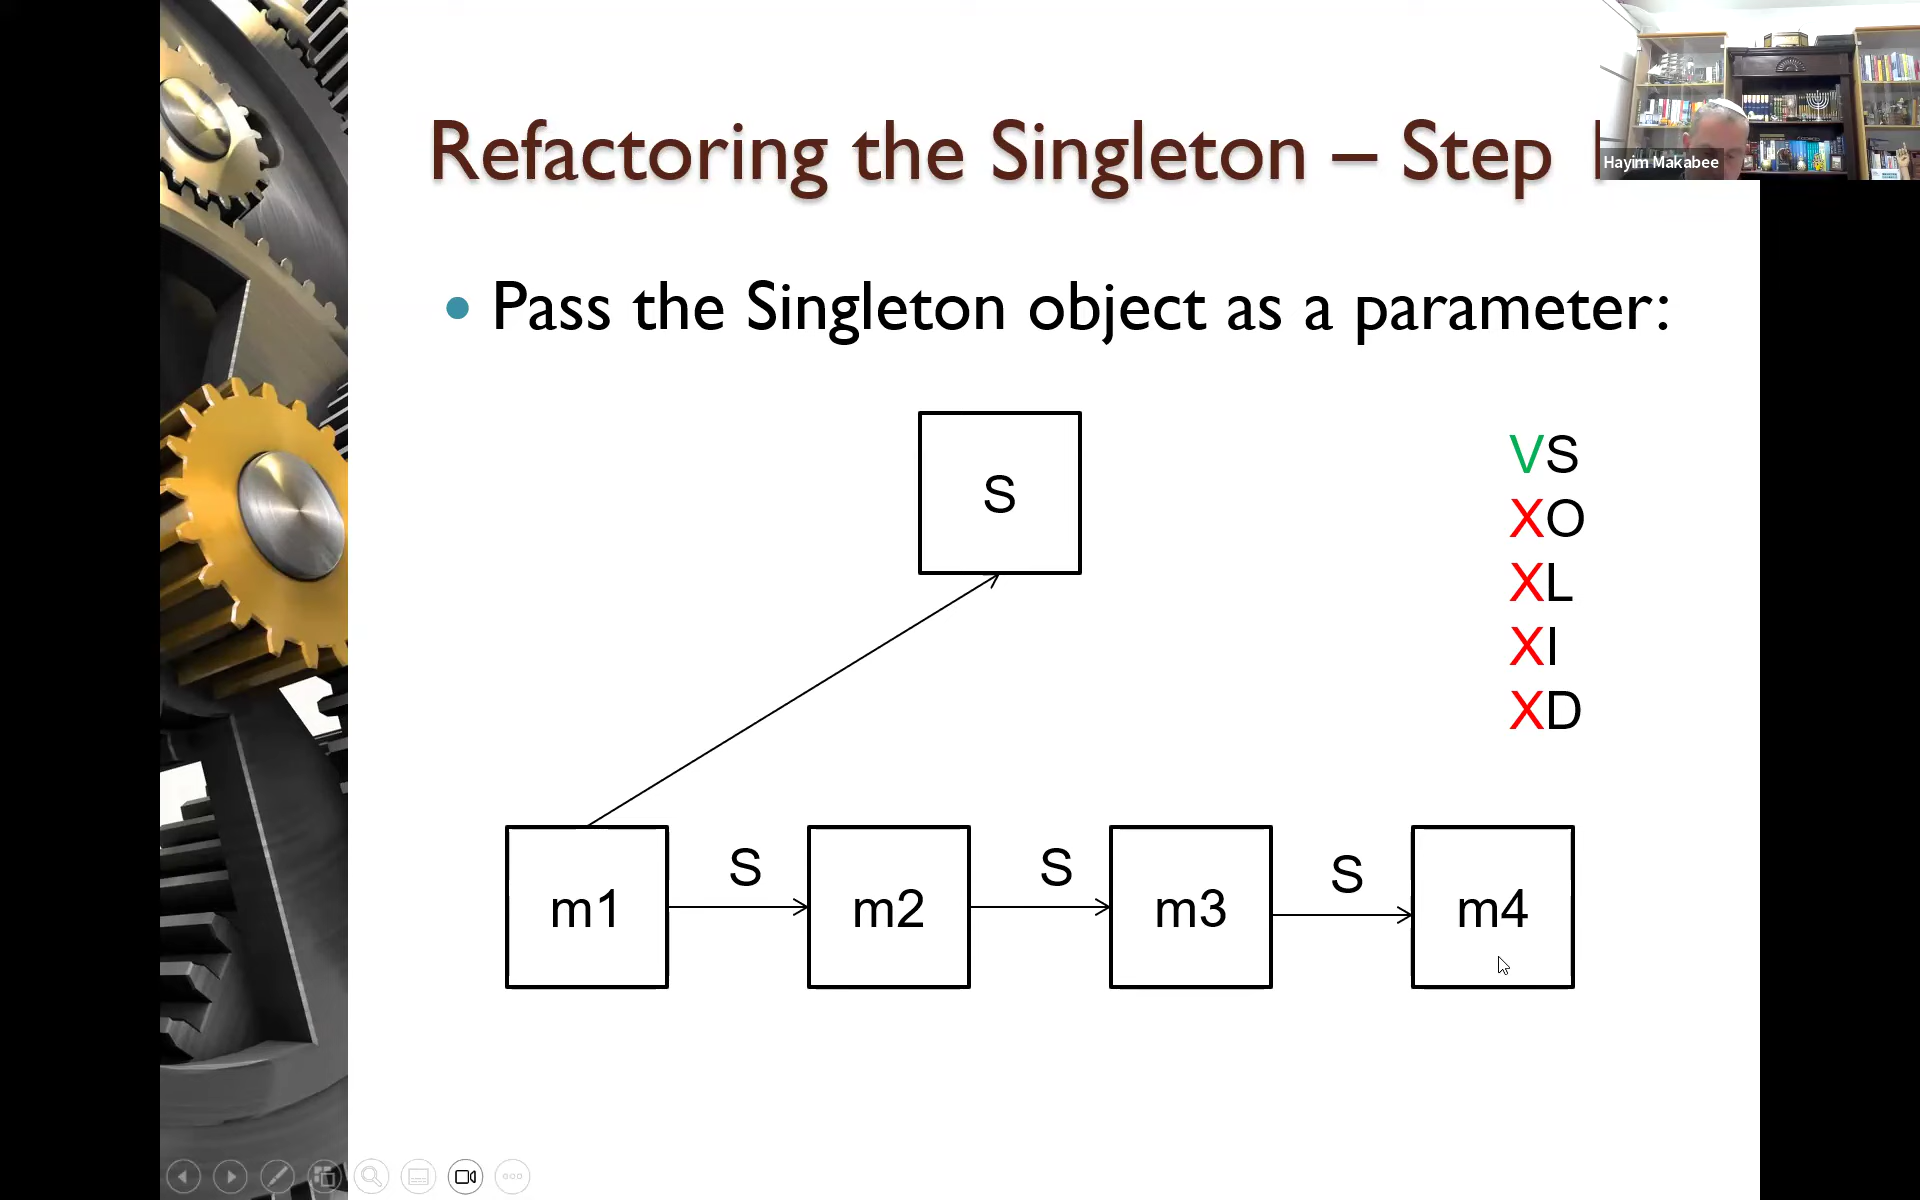 Refactoring the Singleton – Step
Hayim Makabee
• Pass the Singleton object as a parameter:
S
VS
XO
XL
XI
XD
S
S
S
m1
m2
m3
m4